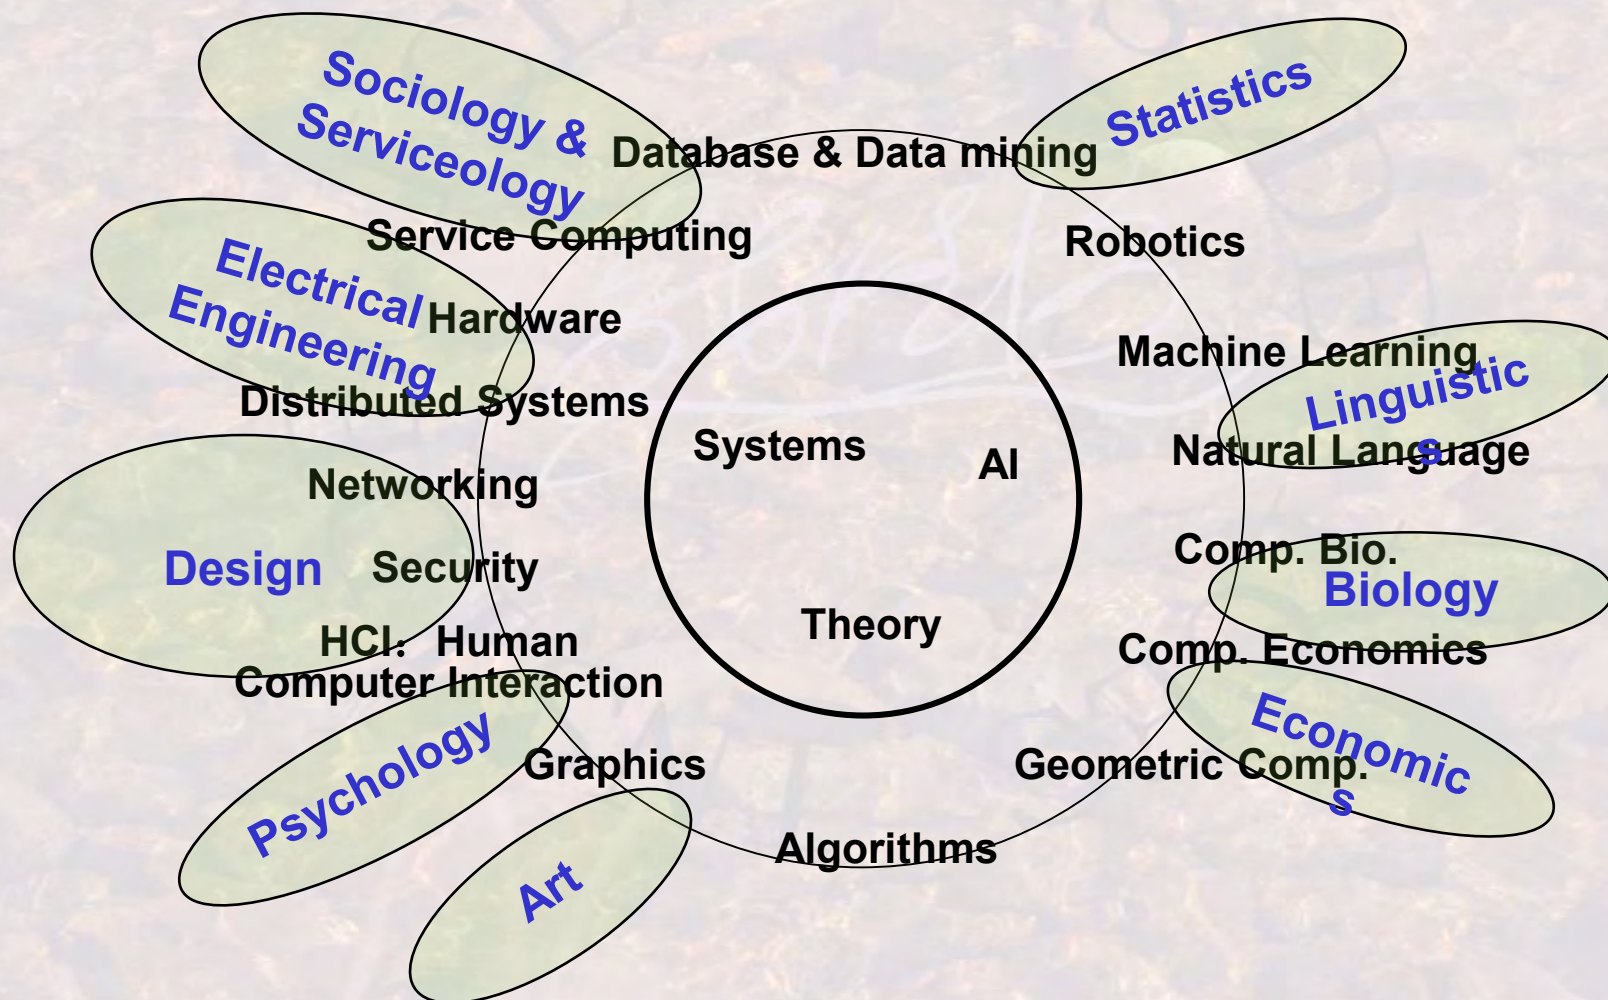 Sociology &
Serviceology
Statistics
Database & Data mining
Service Computing
Robotics
Electrical
Engineering
Hardware
Machine Learning
Linguistic
s
Distributed Systems
Systems
AI
Natural Language
Networking
Comp. Bio.
Design
Security
Biology
Theory
HCI：Human
Computer Interaction
Comp. Economics
Psychology
Economic
s
Graphics
Geometric Comp.
Algorithms
Art